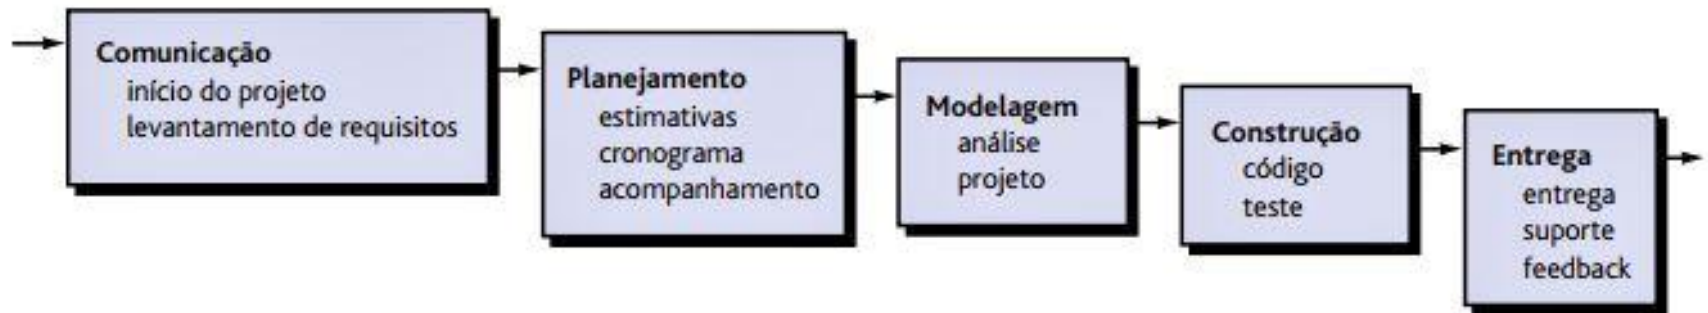 Comunicação
início do projeto
levantamento de requisitos
Planejamento
estimativas
cronograma
acompanhamento
Modelagem
análise
projeto
Construção
código
teste
Entrega
entrega
suporte
feedback